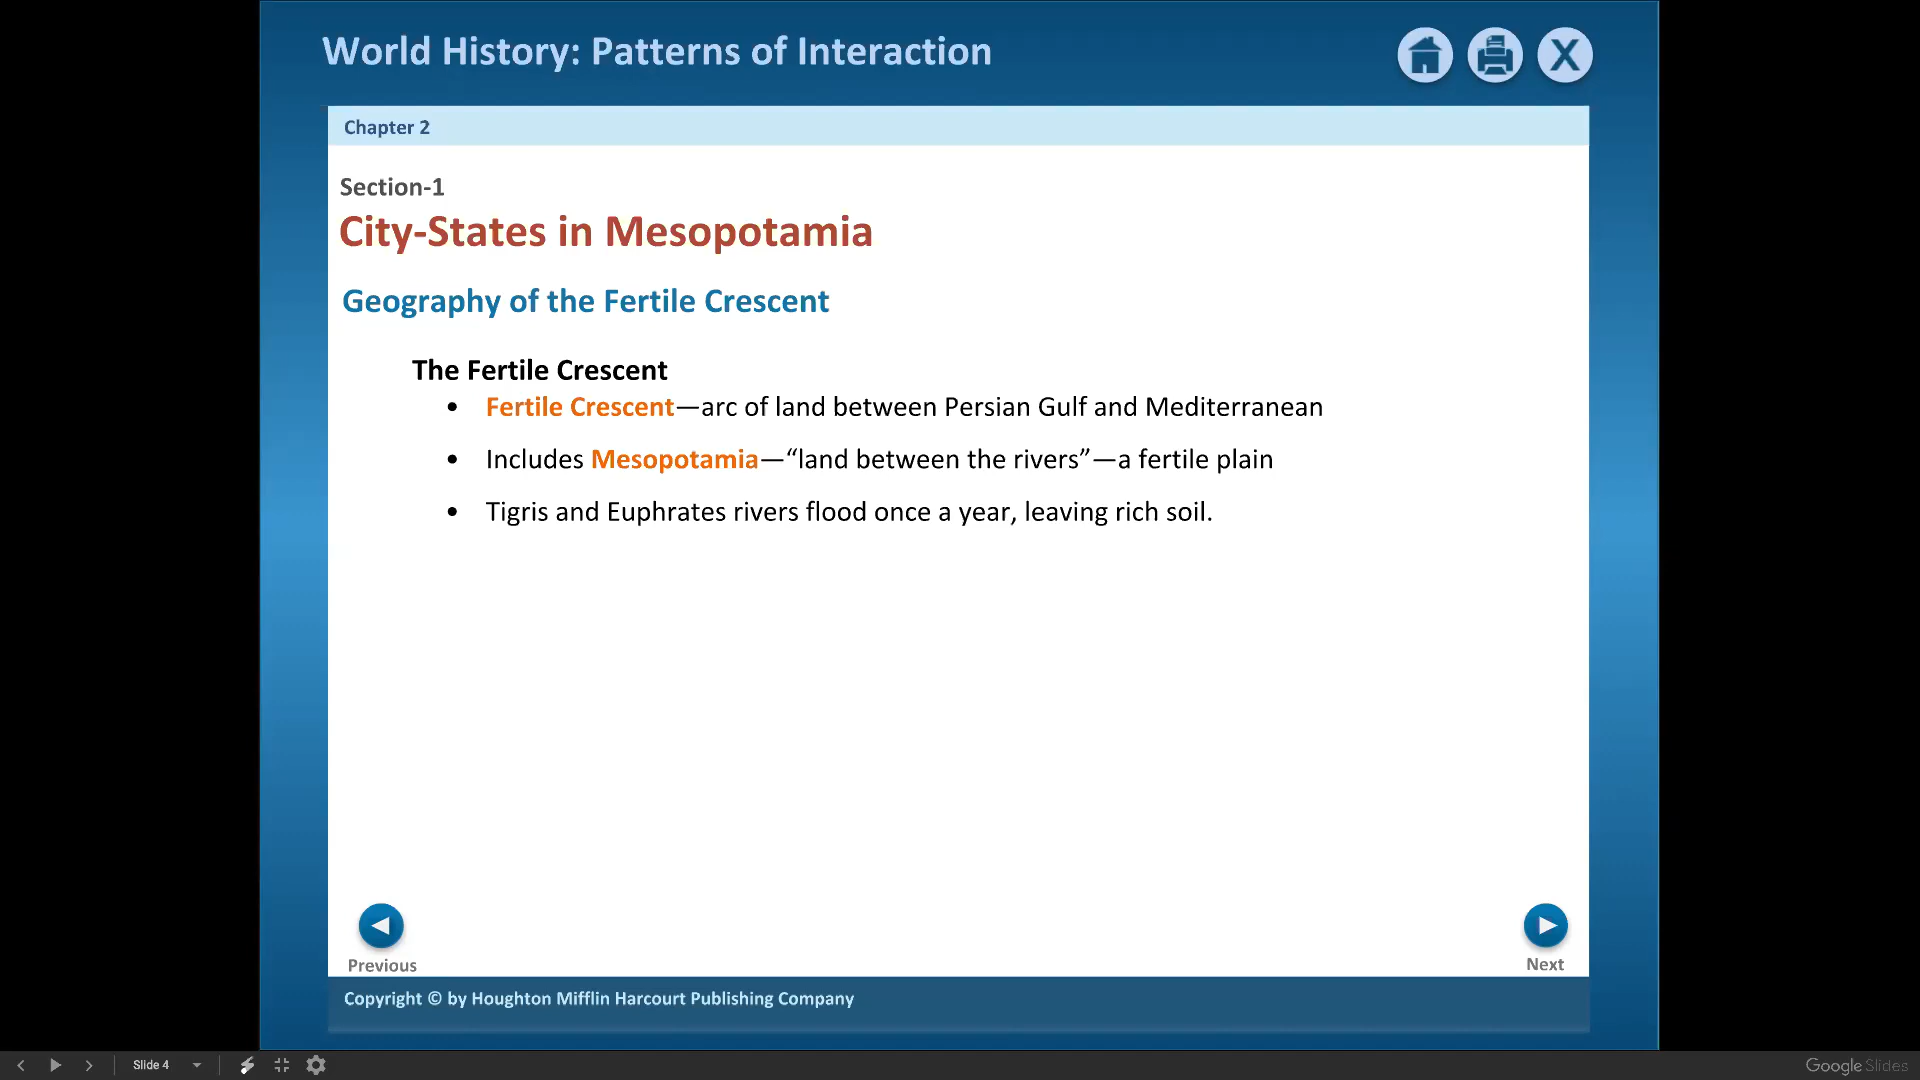 World History: Patterns of Interaction
X
Chapter 2
Section-1
City-States in Mesopotamia
Geography of the Fertile Crescent
The Fertile Crescent
• Fertile Crescent—arc of land between Persian Gulf and Mediterranean
• Includes Mesopotamia—“land between the rivers”—a fertile plain
• Tigris and Euphrates rivers flood once a year, leaving rich soil.
Previous
Next
Copyright © by Houghton Mifflin Harcourt Publishing Company
Slide 4
Google Slides